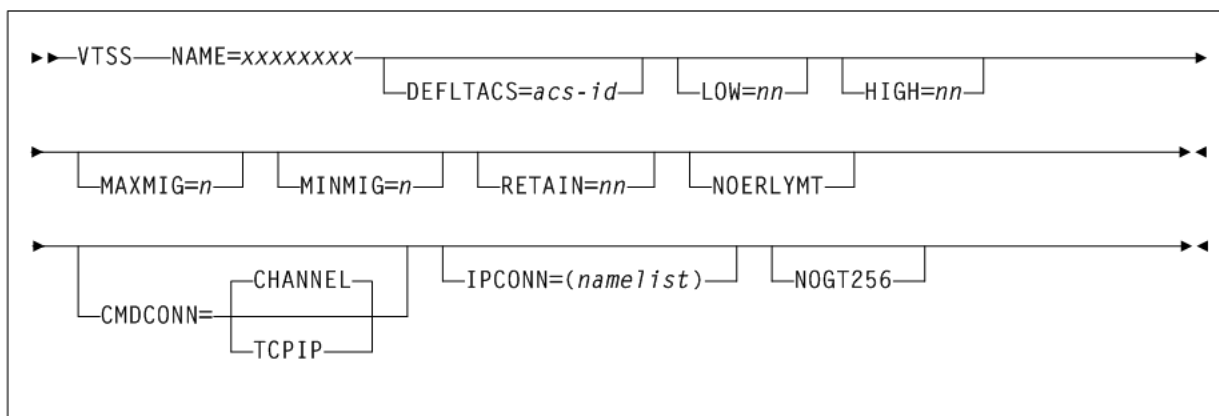 VTSS NAME=xxxxxxxx
DEFLTACS=acs-id LOW=nn HIGH=nn
MAXMIG=n MINMIG=n RETAIN=nn NOERLYMT
CHANNEL IPCONN=(namelist) NOGT256
CMDCONN=
TCPIP